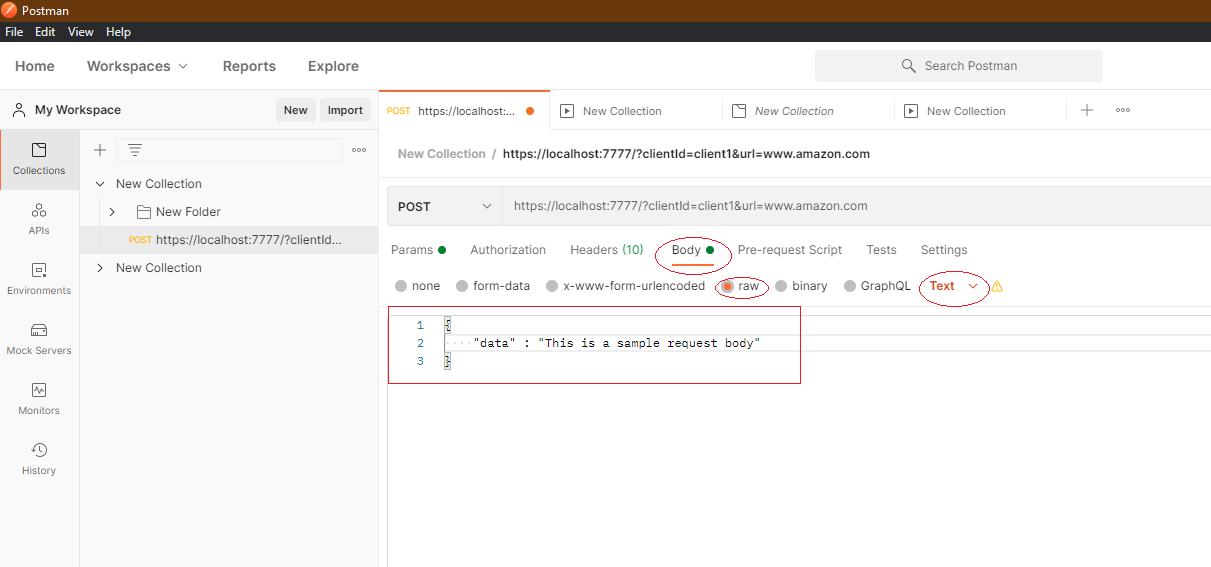 Postman
File Edit View Help
Home Workspaces Reports Explore Search Postman
My Workspace New Import
POST https://localhost:... New Collection New Collection New Collection
Collections
New Collection / https://localhost:7777/?clientId=client1&url=www.amazon.com
New Collection
New Folder
POST https://localhost:7777/?clientId...
New Collection
APIs
Environments
Mock Servers
Monitors
History
POST https://localhost:7777/?clientId=client1&url=www.amazon.com
Params Authorization Headers (10) Body Pre-request Script Tests Settings
none form-data x-www-form-urlencoded raw binary GraphQL Text
1 {
2 "data" : "This is a sample request body"
3 }